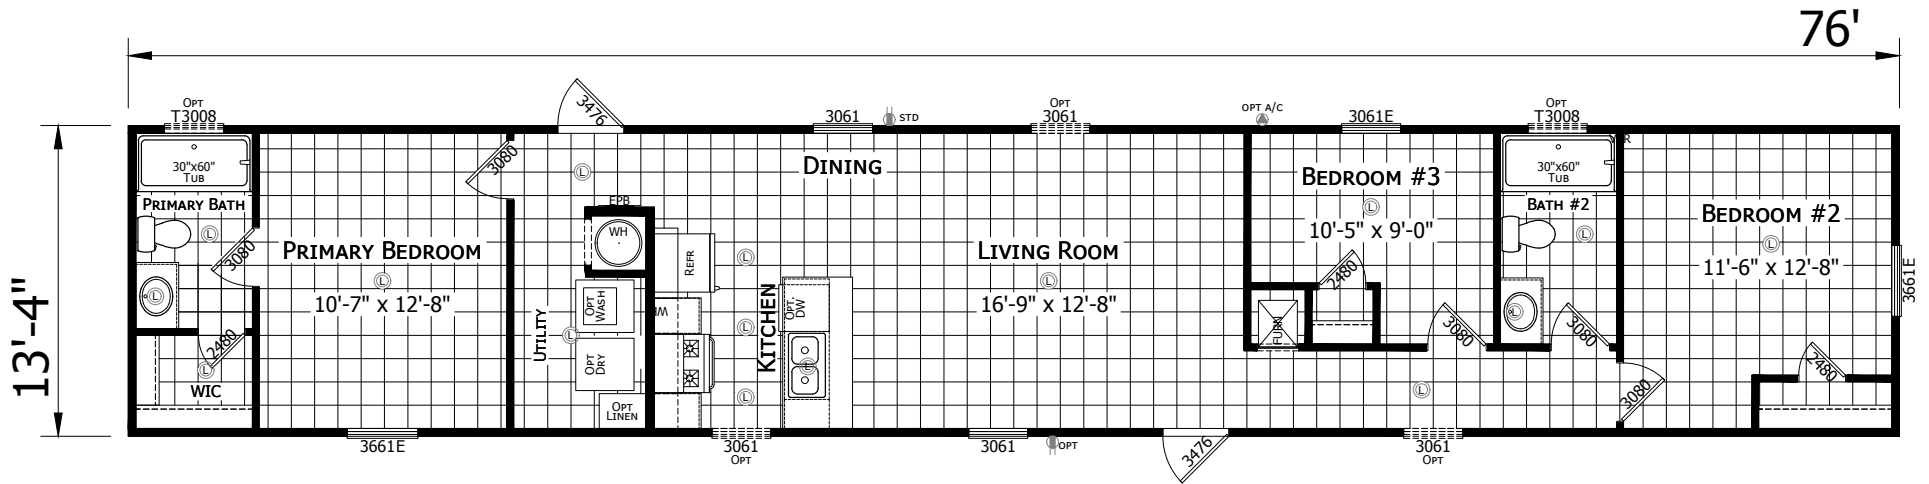 76'
13'-4"
OPT
T3008
3476
3061
STD
OPT
3061
OPT A/C
3061E
OPT
T3008
30"x60"
TUB
PRIMARY BATH
L
3080
L
2480
L
WIC
PRIMARY BEDROOM
L
10'-7" x 12'-8"
3080
L
EPB
WH
UTILITY
L
OPT
WASH
OPT
DRY
OPT
LINEN
REFR
L
L
L
KITCHEN
OPT.
DW
L
DINING
LIVING ROOM
L
16'-9" x 12'-8"
BEDROOM #3
L
10'-5" x 9'-0"
2480
FURN
3080
L
30"x60"
TUB
BATH #2
L
L
3080
3080
BEDROOM #2
L
11'-6" x 12'-8"
2480
3661E
3661E
3061
OPT
3061
OPT
3476
3061
OPT